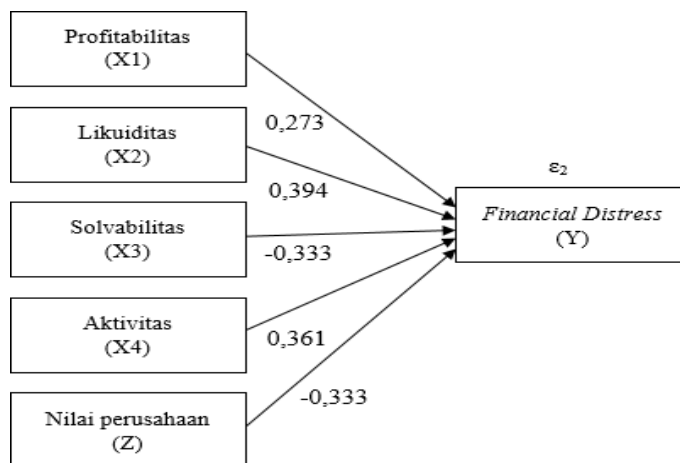 Profitabilitas
(X1)
0,273
Likuiditas
(X2)
0,394
ε₂
Financial Distress
(Y)
Solvabilitas
(X3)
-0,333
Aktivitas
(X4)
0,361
-0,333
Nilai perusahaan
(Z)